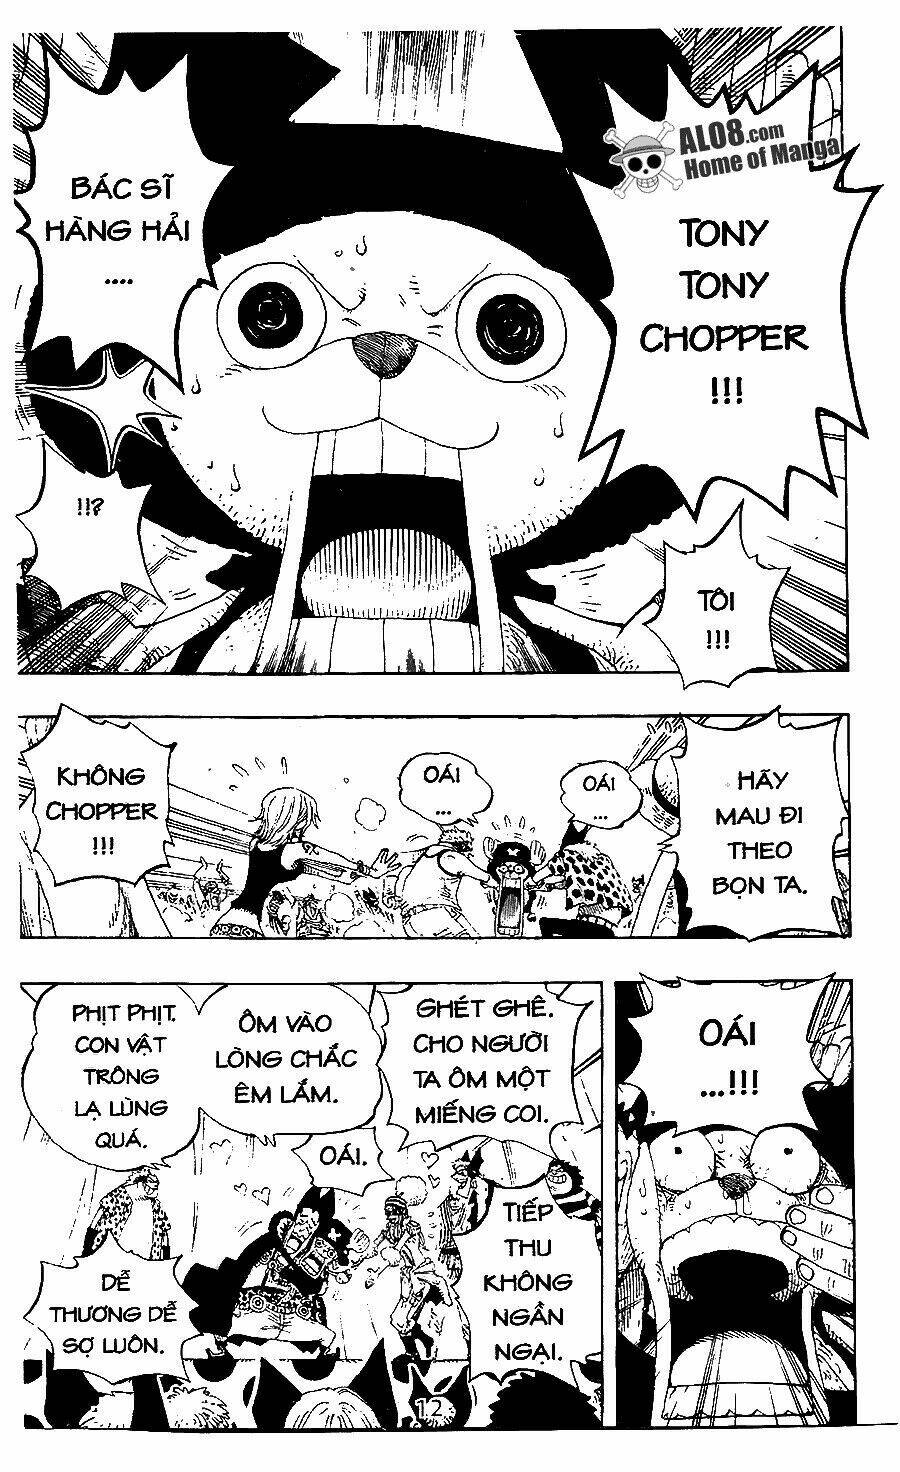 AL08.com
Home of Manga
TONY
TONY
CHOPPER
!!!
BÁC SĨ
HÀNG HẢI
....
!!?
TÔI
!!!
HÃY
MAU ĐI
THEO
BỌN TA.
OÁI
...
OÁI
...
KHÔNG
CHOPPER
!!!
OÁI
...!!!
GHÉT GHÊ.
CHO NGƯỜI
TA ÔM MỘT
MIẾNG COI.
ÔM VÀO
LÒNG CHẮC
ÊM LẮM.
PHỊT PHỊT.
CON VẬT
TRÔNG
LẠ LÙNG
QUÁ.
OÁI.
TIẾP
THU
KHÔNG
NGẦN
NGẠI.
DỄ
THƯƠNG DỄ
SỢ LUÔN.
12